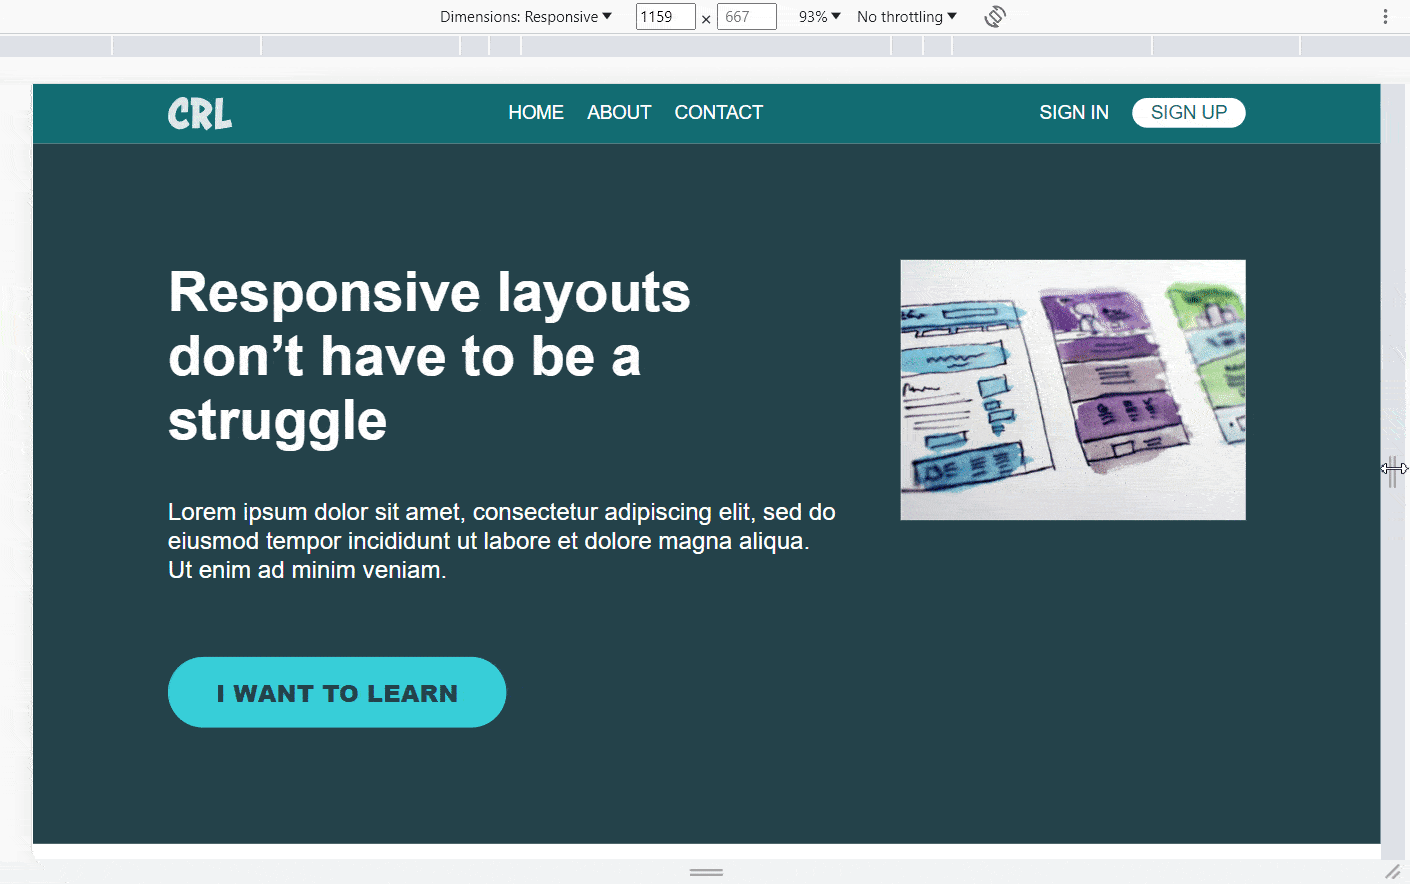 Dimensions: Responsive 1159 × 667 93% No throttling
CRL HOME ABOUT CONTACT SIGN IN SIGN UP
Responsive layouts
don’t have to be a
struggle
Lorem ipsum dolor sit amet, consectetur adipiscing elit, sed do
eiusmod tempor incididunt ut labore et dolore magna aliqua.
Ut enim ad minim veniam.
I WANT TO LEARN